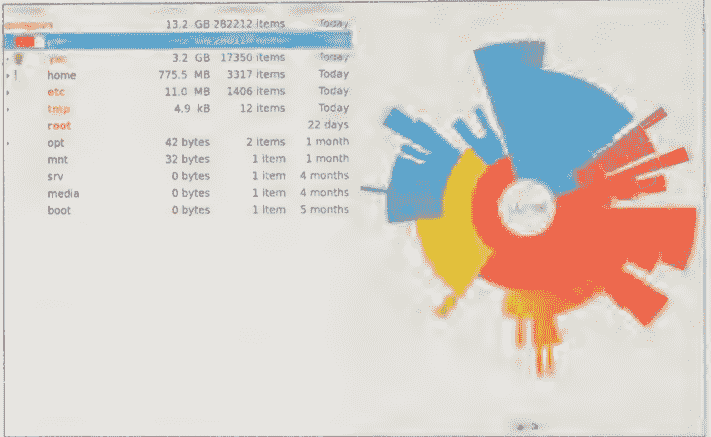 13.2 GB 282212 items Today
3.2 GB 17350 items Today
home 775.5 MB 3317 items Today
etc 11.0 MB 1406 items Today
tmp 4.9 kB 12 items Today
root 22 days
opt 42 bytes 2 items 1 month
mnt 32 bytes 1 item 1 month
srv 0 bytes 1 item 4 months
media 0 bytes 1 item 4 months
boot 0 bytes 1 item 5 months